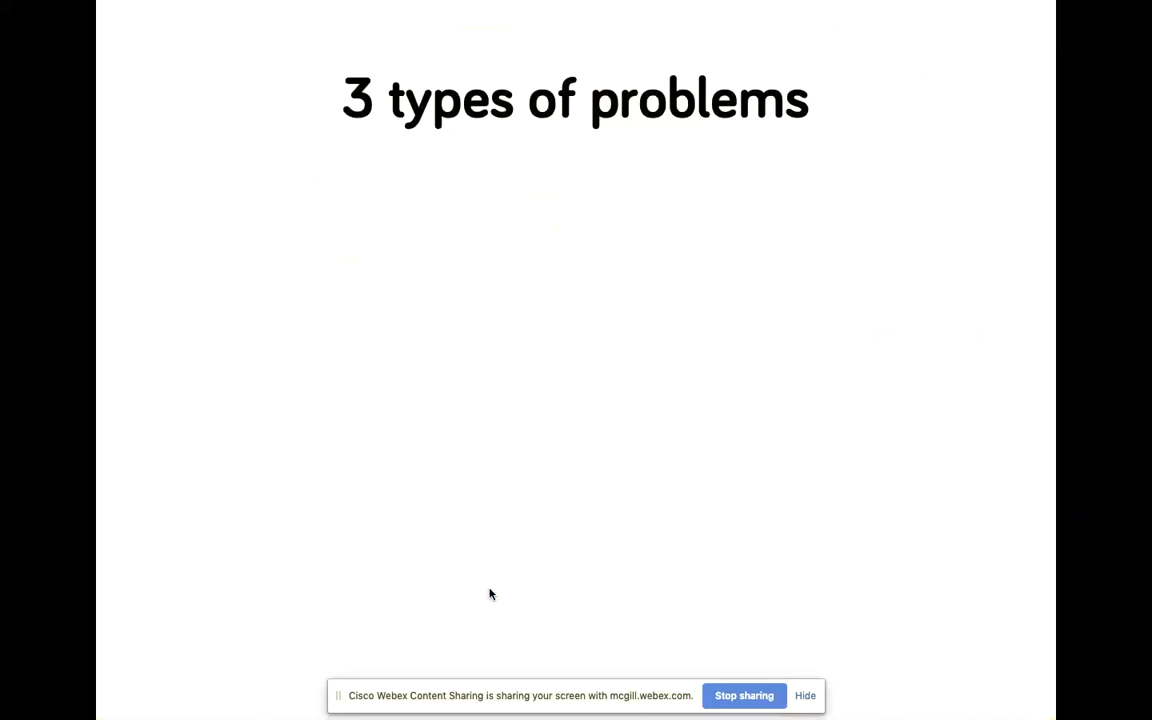 3 types of problems
Cisco Webex Content Sharing is sharing your screen with mcgill.webex.com. Stop sharing Hide